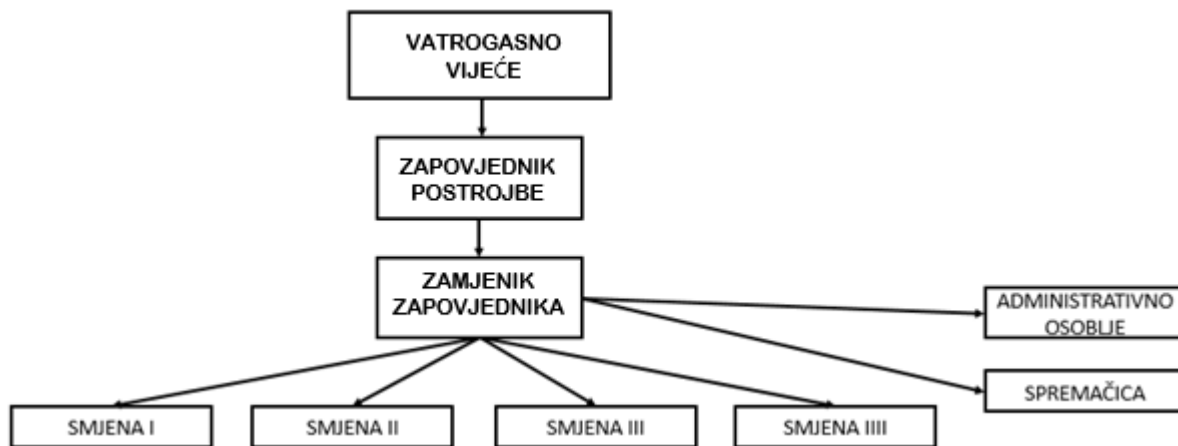 VATROGASNO
VIJEĆE
ZAPOVJEDNIK
POSTROJBE
ZAMJENIK
ZAPOVJEDNIKA
ADMINISTRATIVNO
OSOBLJE
SPREMAČICA
SMJENA I
SMJENA II
SMJENA III
SMJENA IIII